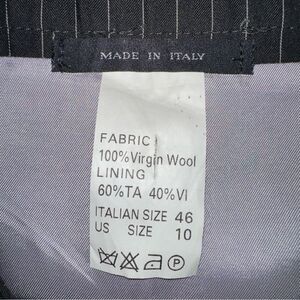 MADE IN ITALY
FABRIC
100%Virgin Wool
LINING
60%TA 40%VI
ITALIAN SIZE 46
US SIZE 10
P